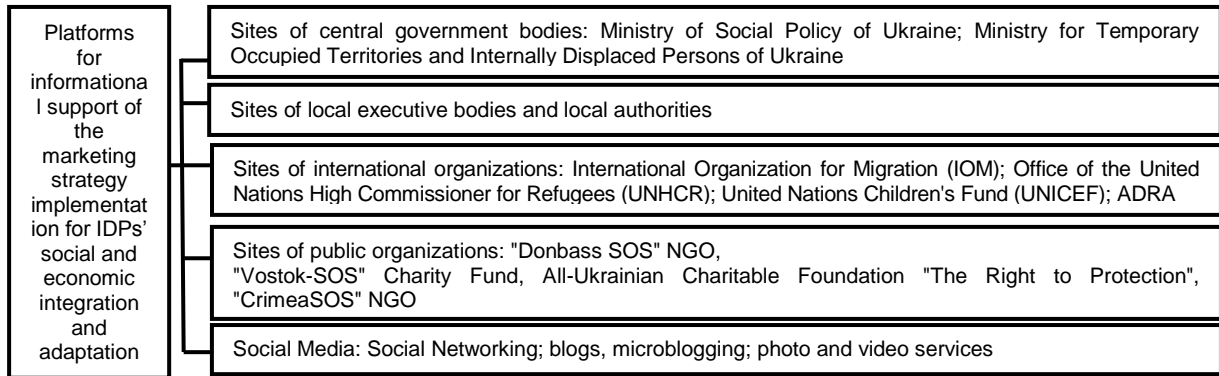 Platforms
for
informationa
l support of
the
marketing
strategy
implementat
ion for IDPs’
social and
economic
integration
and
adaptation
Sites of central government bodies: Ministry of Social Policy of Ukraine; Ministry for Temporary
Occupied Territories and Internally Displaced Persons of Ukraine
Sites of local executive bodies and local authorities
Sites of international organizations: International Organization for Migration (IOM); Office of the United
Nations High Commissioner for Refugees (UNHCR); United Nations Children's Fund (UNICEF); ADRA
Sites of public organizations: "Donbass SOS" NGO,
"Vostok-SOS" Charity Fund, All-Ukrainian Charitable Foundation "The Right to Protection",
"CrimeaSOS" NGO
Social Media: Social Networking; blogs, microblogging; photo and video services